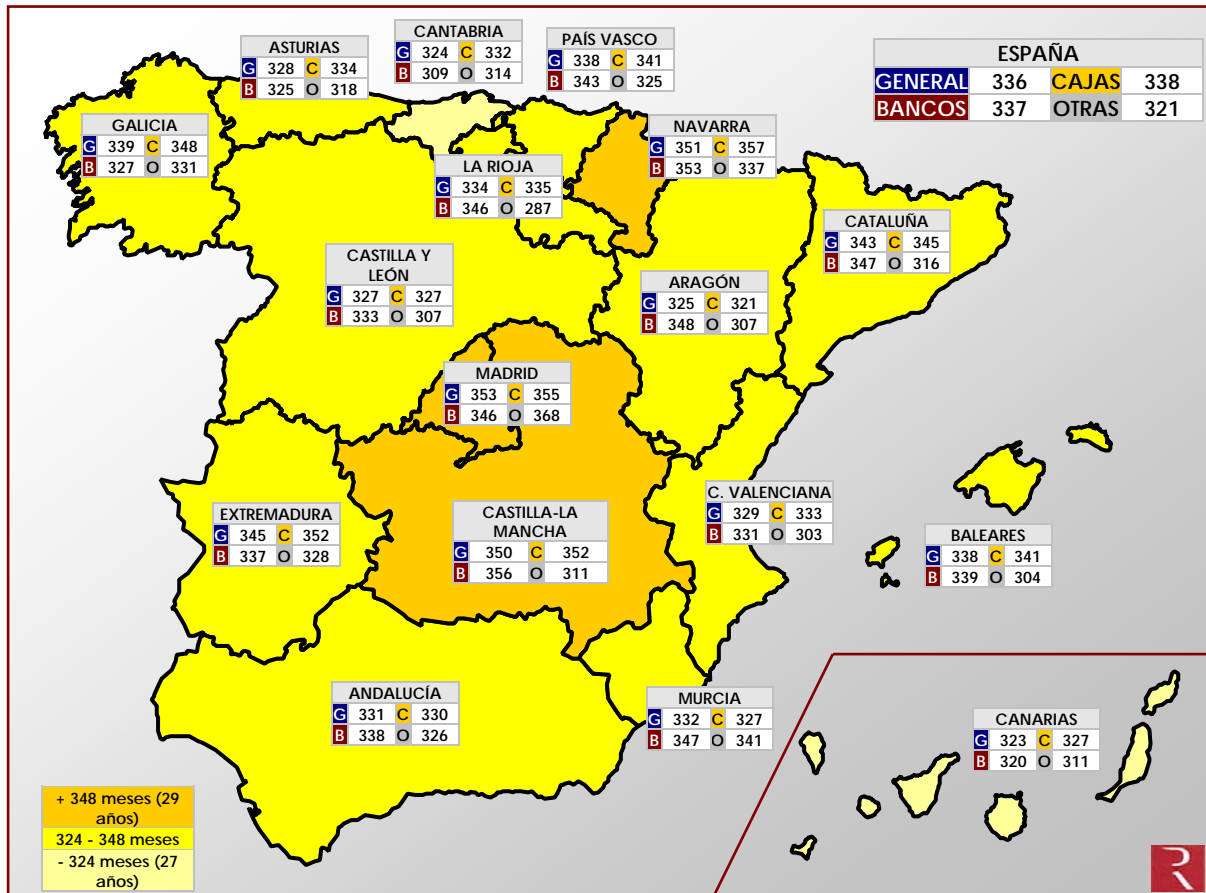 ASTURIAS
G 328 C 334
B 325 O 318
CANTABRIA
G 324 C 332
B 309 O 314
PAÍS VASCO
G 338 C 341
B 343 O 325
ESPAÑA
GENERAL 336 CAJAS 338
BANCOS 337 OTRAS 321
GALICIA
G 339 C 348
B 327 O 331
NAVARRA
G 351 C 357
B 353 O 337
LA RIOJA
G 334 C 335
B 346 O 287
CATALUÑA
G 343 C 345
B 347 O 316
CASTILLA Y
LEÓN
G 327 C 327
B 333 O 307
ARAGÓN
G 325 C 321
B 348 O 307
MADRID
G 353 C 355
B 346 O 368
EXTREMADURA
G 345 C 352
B 337 O 328
CASTILLA-LA
MANCHA
G 350 C 352
B 356 O 311
C. VALENCIANA
G 329 C 333
B 331 O 303
BALEARES
G 338 C 341
B 339 O 304
ANDALUCÍA
G 331 C 330
B 338 O 326
MURCIA
G 332 C 327
B 347 O 341
CANARIAS
G 323 C 327
B 320 O 311
+ 348 meses (29
años)
324 - 348 meses
- 324 meses (27
años)
R